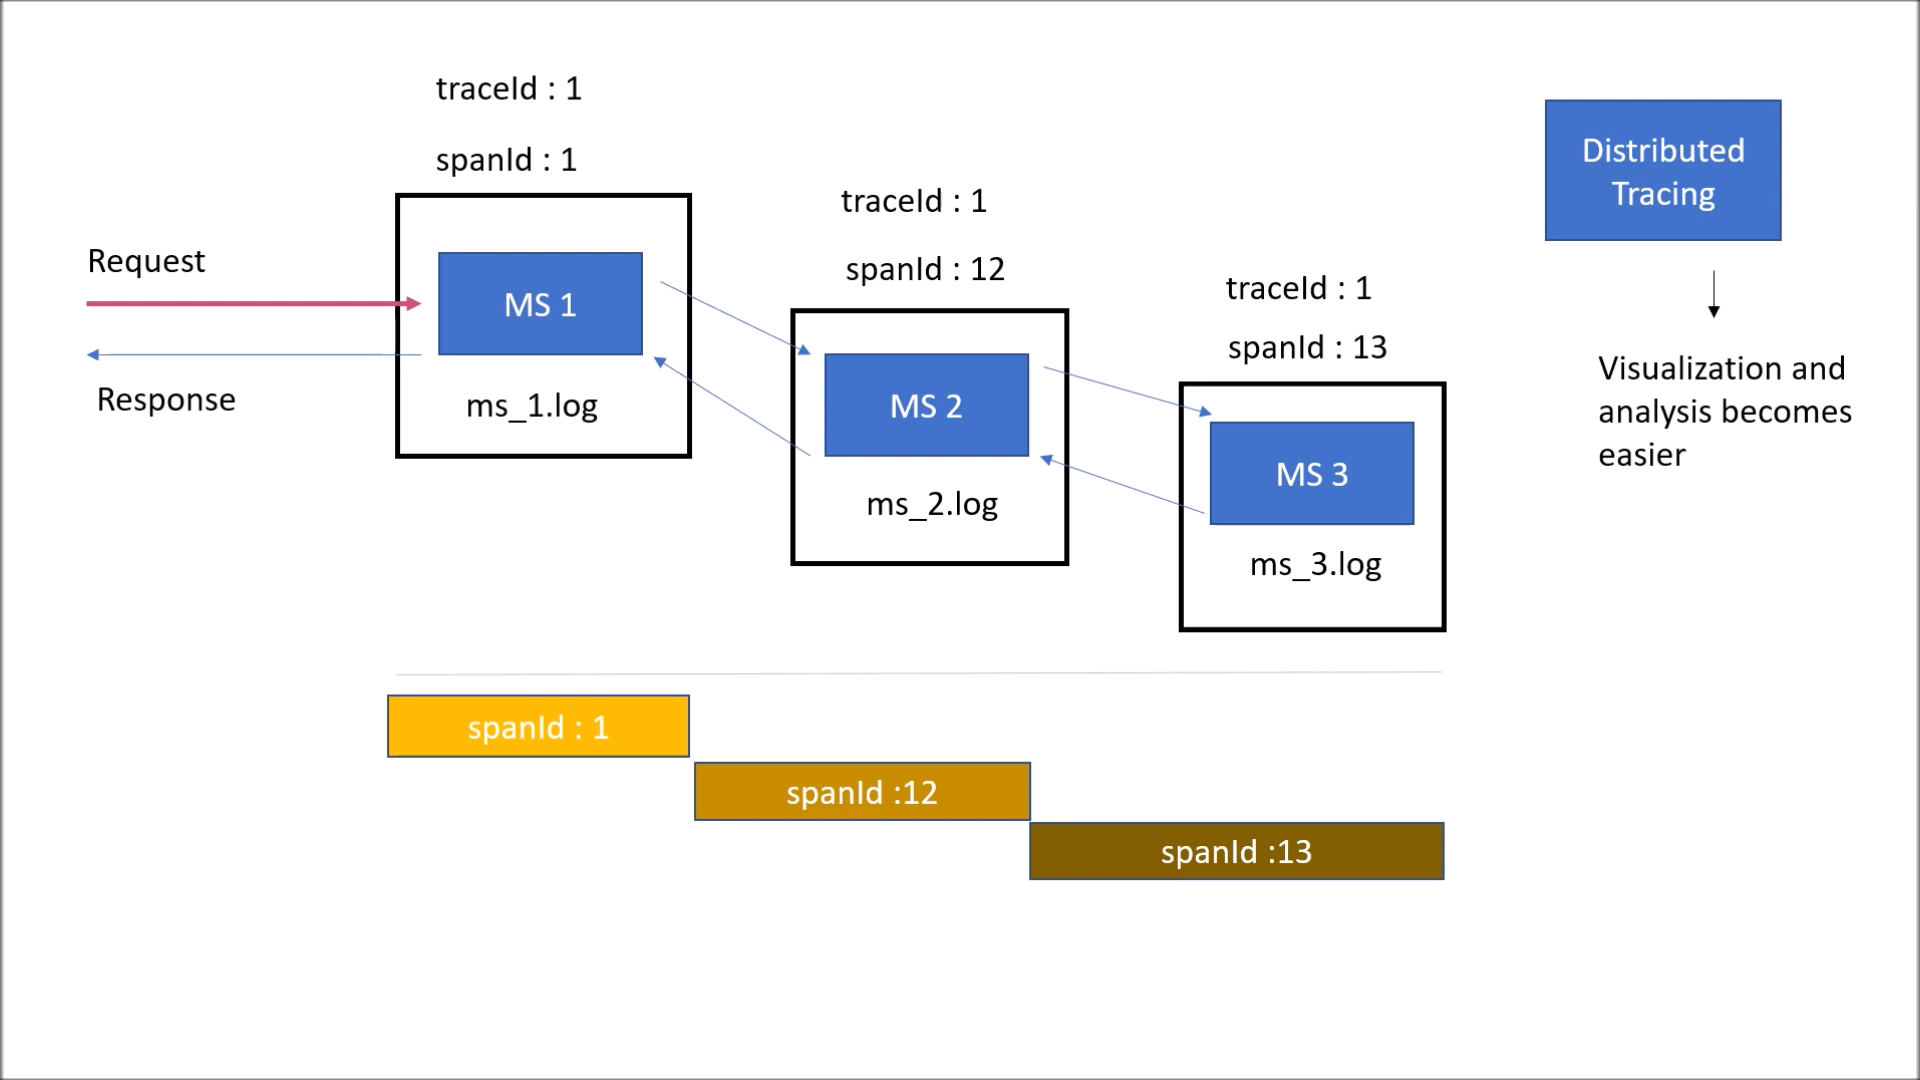 traceId : 1
spanId : 1
Request
MS 1
Response
ms_1.log
traceId : 1
spanId : 12
MS 2
ms_2.log
traceId : 1
spanId : 13
MS 3
ms_3.log
Distributed
Tracing
Visualization and
analysis becomes
easier
spanId : 1
spanId :12
spanId :13